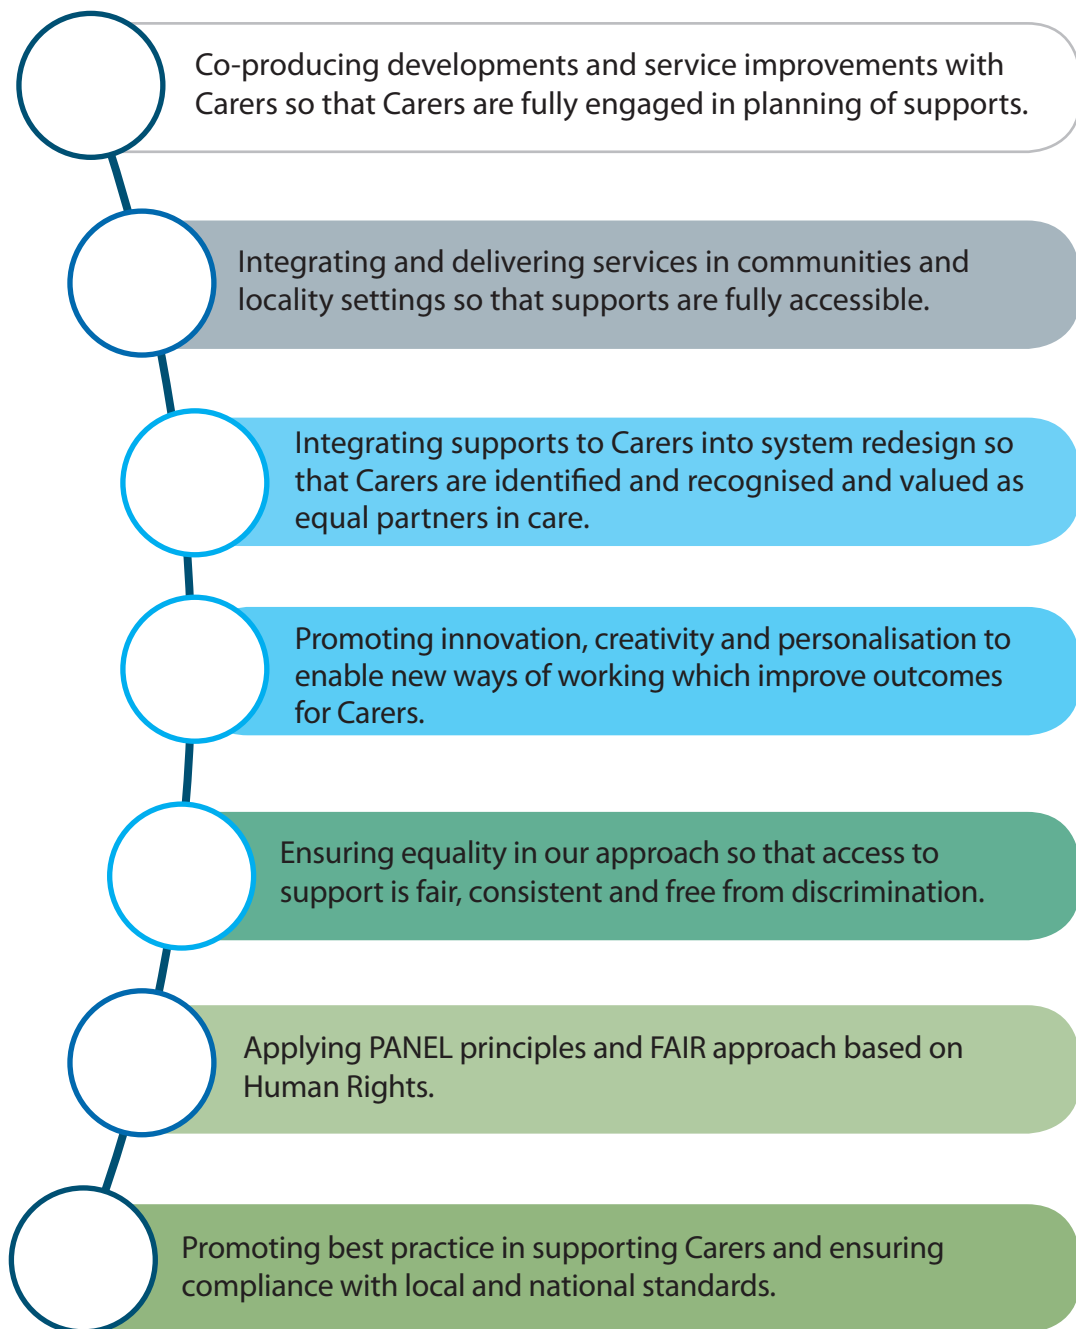 Co-producing developments and service improvements with
Carers so that Carers are fully engaged in planning of supports.
Integrating and delivering services in communities and
locality settings so that supports are fully accessible.
Integrating supports to Carers into system redesign so
that Carers are identified and recognised and valued as
equal partners in care.
Promoting innovation, creativity and personalisation to
enable new ways of working which improve outcomes
for Carers.
Ensuring equality in our approach so that access to
support is fair, consistent and free from discrimination.
Applying PANEL principles and FAIR approach based on
Human Rights.
Promoting best practice in supporting Carers and ensuring
compliance with local and national standards.